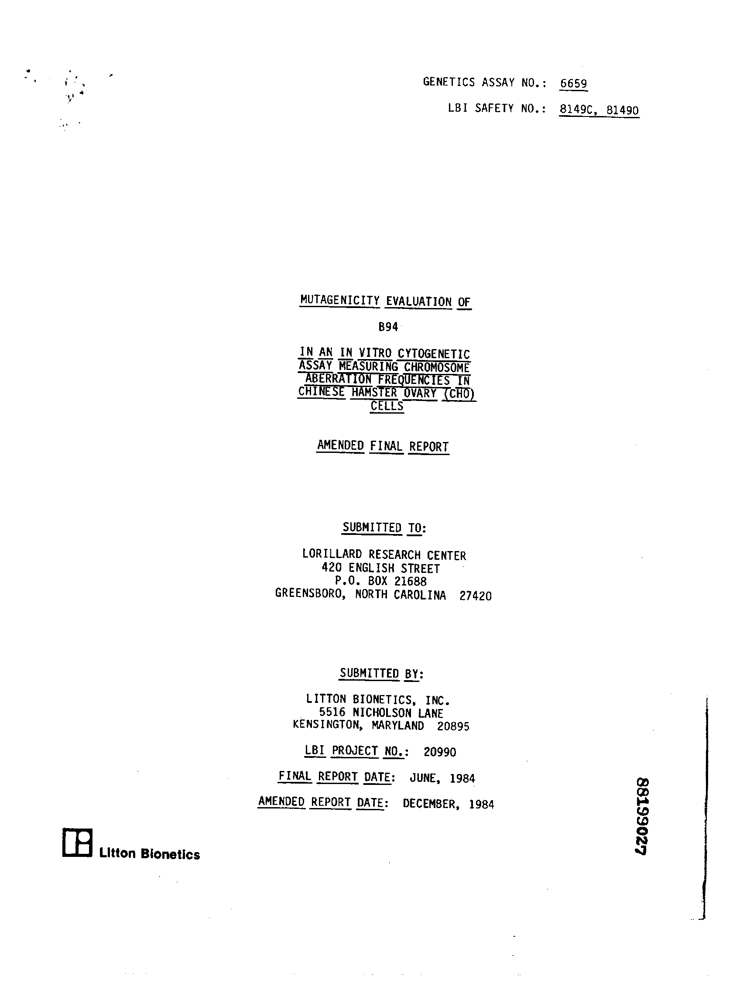 GENETICS ASSAY NO.: 6659
LBI SAFETY NO.: 8149C, 81490
MUTAGENICITY EVALUATION OF
B94
IN AN IN VITRO CYTOGENETIC
ASSAY MEASURING CHROMOSOME
ABERRATION FREQUENCIES IN
CHINESE HAMSTER OVARY (CHO)
CELLS
AMENDED FINAL REPORT
SUBMITTED TO:
LORILLARD RESEARCH CENTER
420 ENGLISH STREET
P.O. BOX 21688
GREENSBORO, NORTH CAROLINA 27420
SUBMITTED BY:
LITTON BIONETICS, INC.
5516 NICHOLSON LANE
KENSINGTON, MARYLAND 20895
LBI PROJECT NO.: 20990
FINAL REPORT DATE: JUNE, 1984
AMENDED REPORT DATE: DECEMBER, 1984
Litton Bionetics
88199027